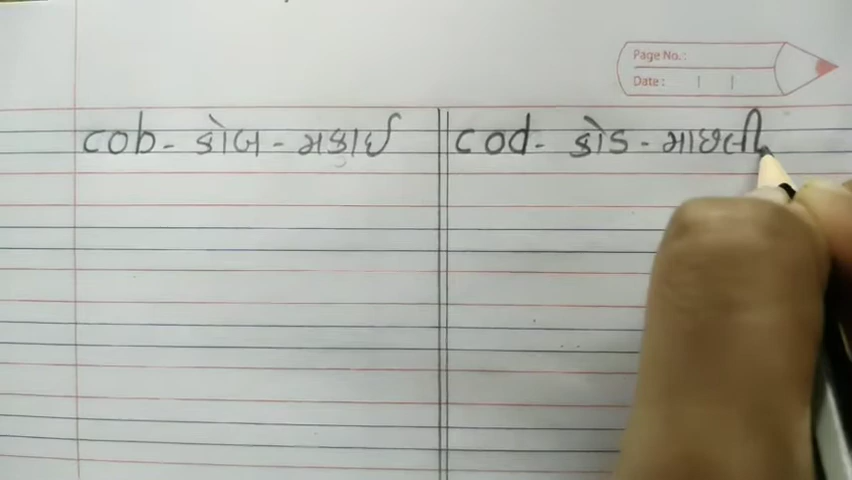 Page No.:
Date:
cob - કોબ - મકાઈ
cod - કોડ - માછલી